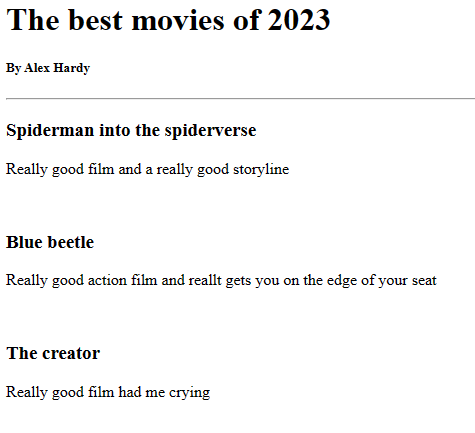 The best movies of 2023
By Alex Hardy
Spiderman into the spiderverse
Really good film and a really good storyline
Blue beetle
Really good action film and reallt gets you on the edge of your seat
The creator
Really good film had me crying